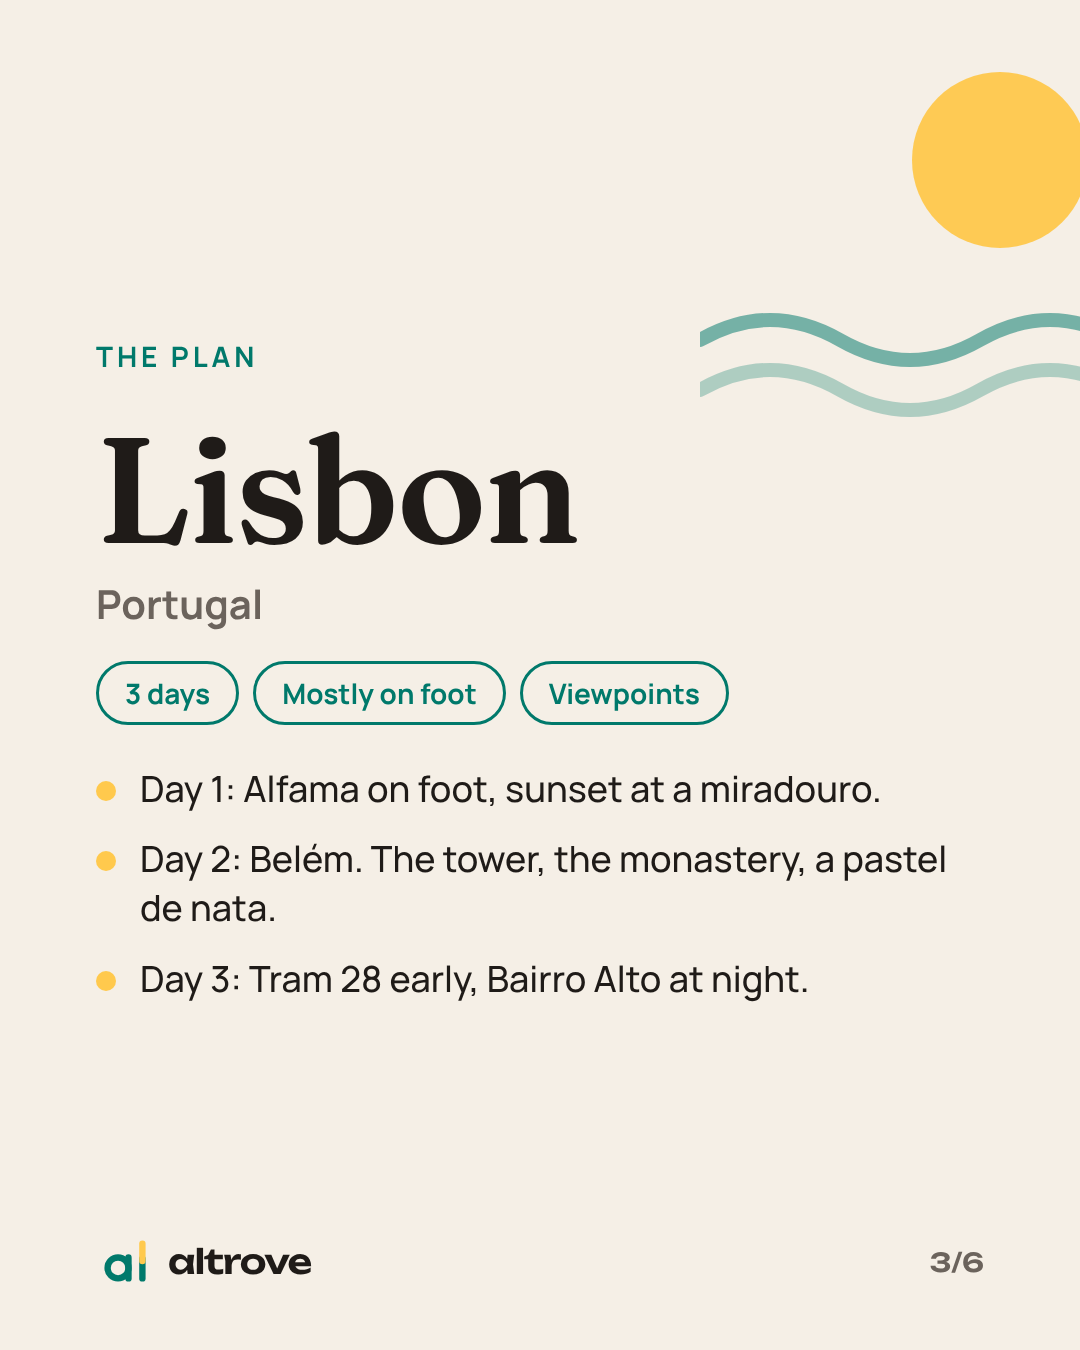 THE PLAN
Lisbon
Portugal
3 days
Mostly on foot
Viewpoints
Day 1: Alfama on foot, sunset at a miradouro.
Day 2: Belém. The tower, the monastery, a pastel
de nata.
Day 3: Tram 28 early, Bairro Alto at night.
al altrove
3/6